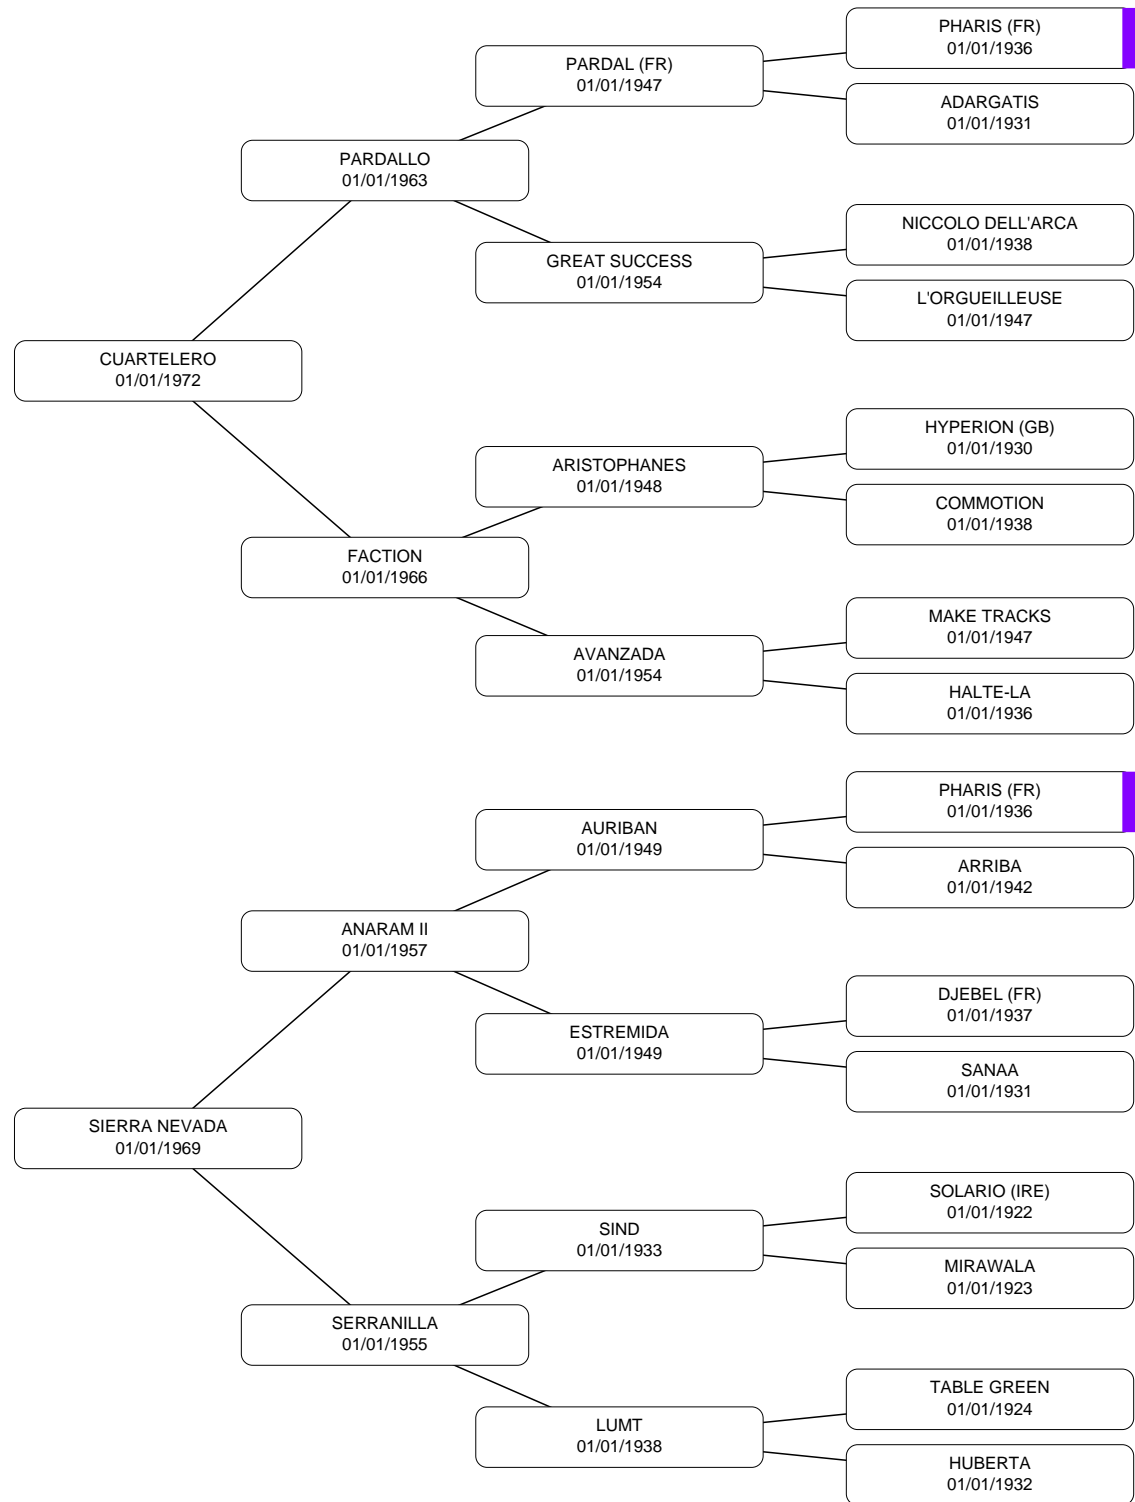 PHARIS (FR)
01/01/1936
PARDAL (FR)
01/01/1947
ADARGATIS
01/01/1931
PARDALLO
01/01/1963
NICCOLO DELL'ARCA
01/01/1938
GREAT SUCCESS
01/01/1954
L'ORGUEILLEUSE
01/01/1947
CUARTELERO
01/01/1972
HYPERION (GB)
01/01/1930
ARISTOPHANES
01/01/1948
COMMOTION
01/01/1938
FACTION
01/01/1966
MAKE TRACKS
01/01/1947
AVANZADA
01/01/1954
HALTE-LA
01/01/1936
PHARIS (FR)
01/01/1936
AURIBAN
01/01/1949
ARRIBA
01/01/1942
ANARAM II
01/01/1957
DJEBEL (FR)
01/01/1937
ESTREMIDA
01/01/1949
SANAA
01/01/1931
SIERRA NEVADA
01/01/1969
SOLARIO (IRE)
01/01/1922
SIND
01/01/1933
MIRAWALA
01/01/1923
SERRANILLA
01/01/1955
TABLE GREEN
01/01/1924
LUMT
01/01/1938
HUBERTA
01/01/1932